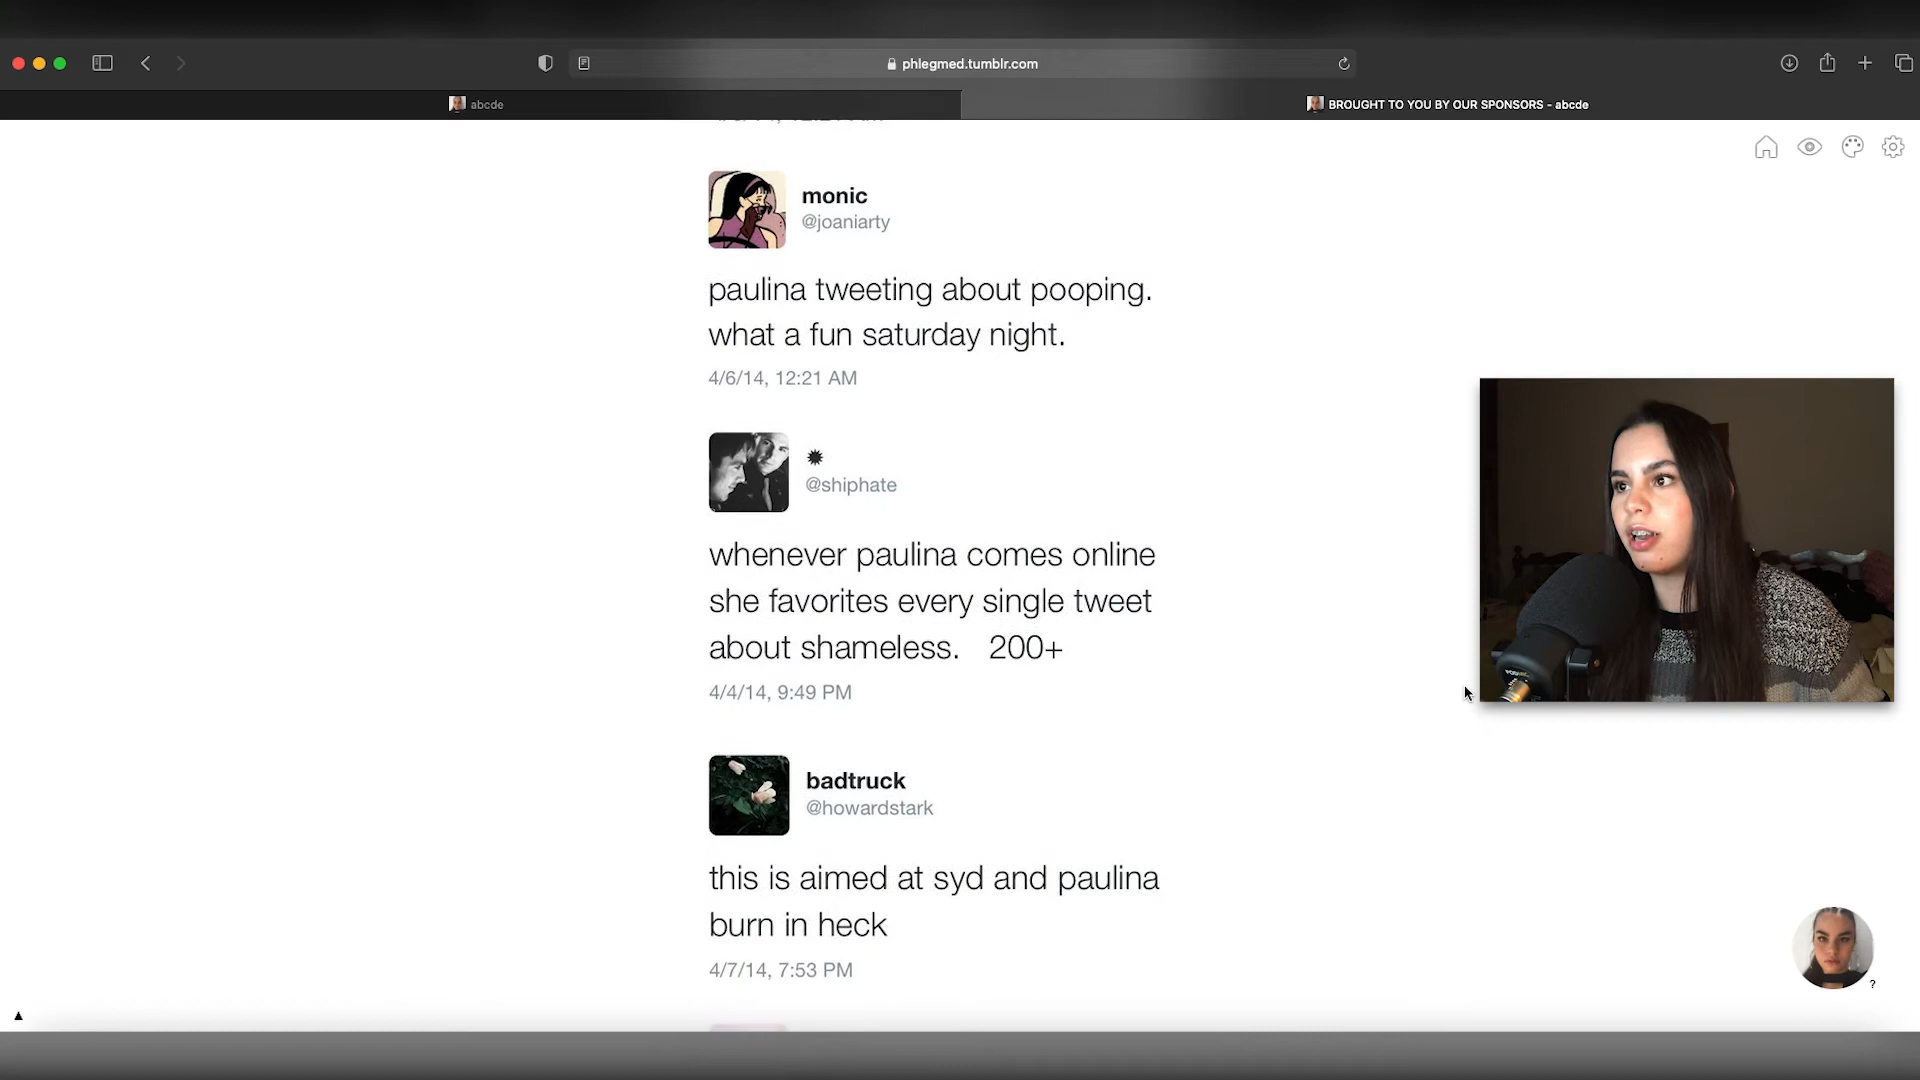 phlegmed.tumblr.com
abcde
BROUGHT TO YOU BY OUR SPONSORS - abcde
monic
@joaniarty
paulina tweeting about pooping.
what a fun saturday night.
4/6/14, 12:21 AM
@shiphate
whenever paulina comes online
she favorites every single tweet
about shameless. 200+
4/4/14, 9:49 PM
badtruck
@howardstark
this is aimed at syd and paulina
burn in heck
4/7/14, 7:53 PM
?